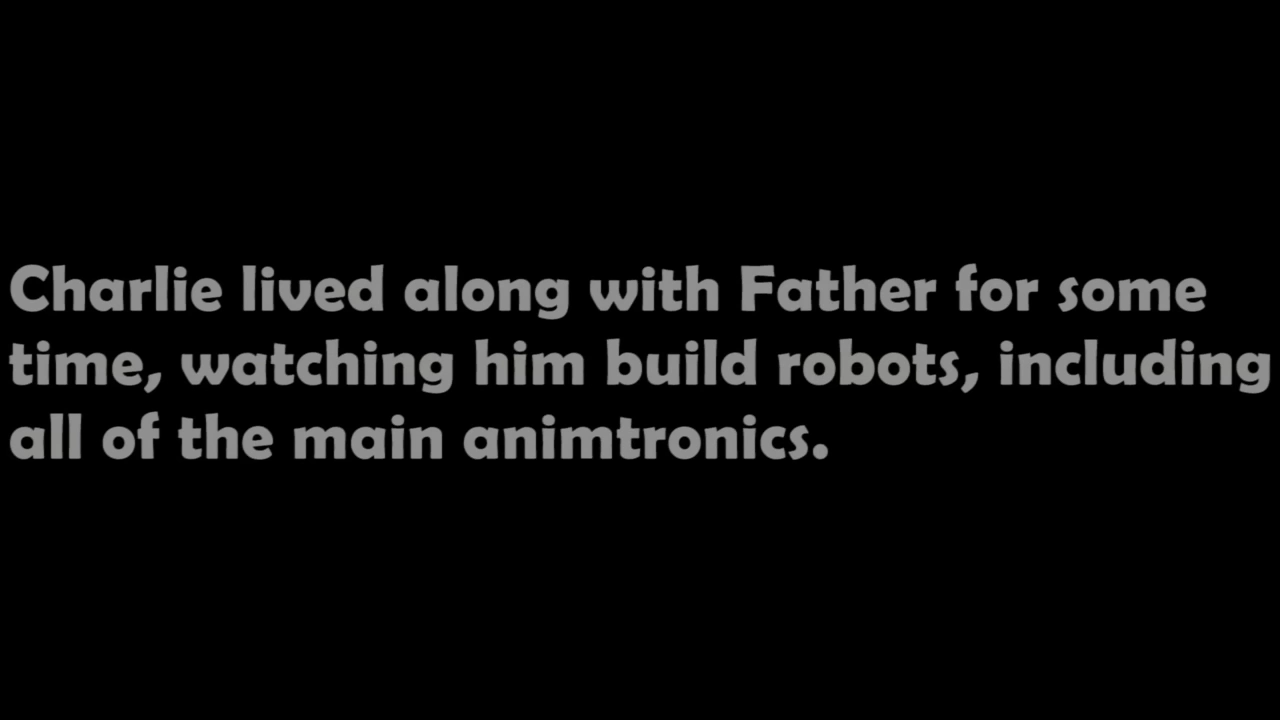 Charlie lived along with Father for some
time, watching him build robots, including
all of the main animtronics.